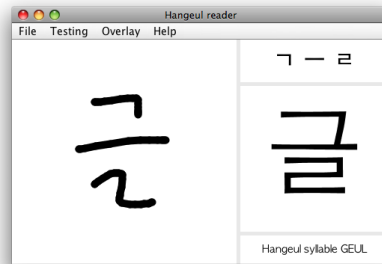 Hangeul reader
File Testing Overlay Help
글
ㄱ ㅡ ㄹ
글
Hangeul syllable GEUL